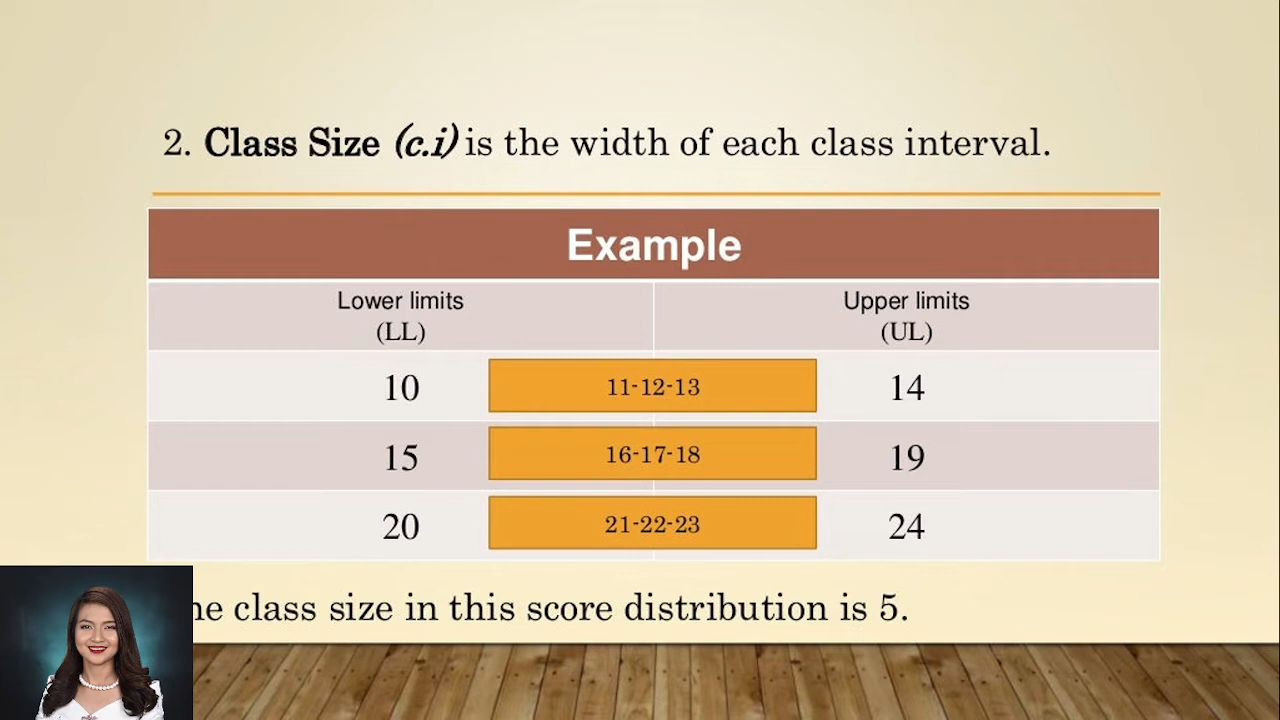 2. Class Size (c.i) is the width of each class interval.
Example
Lower limits
(LL)
Upper limits
(UL)
10
11-12-13
14
15
16-17-18
19
20
21-22-23
24
class size in this score distribution is 5.